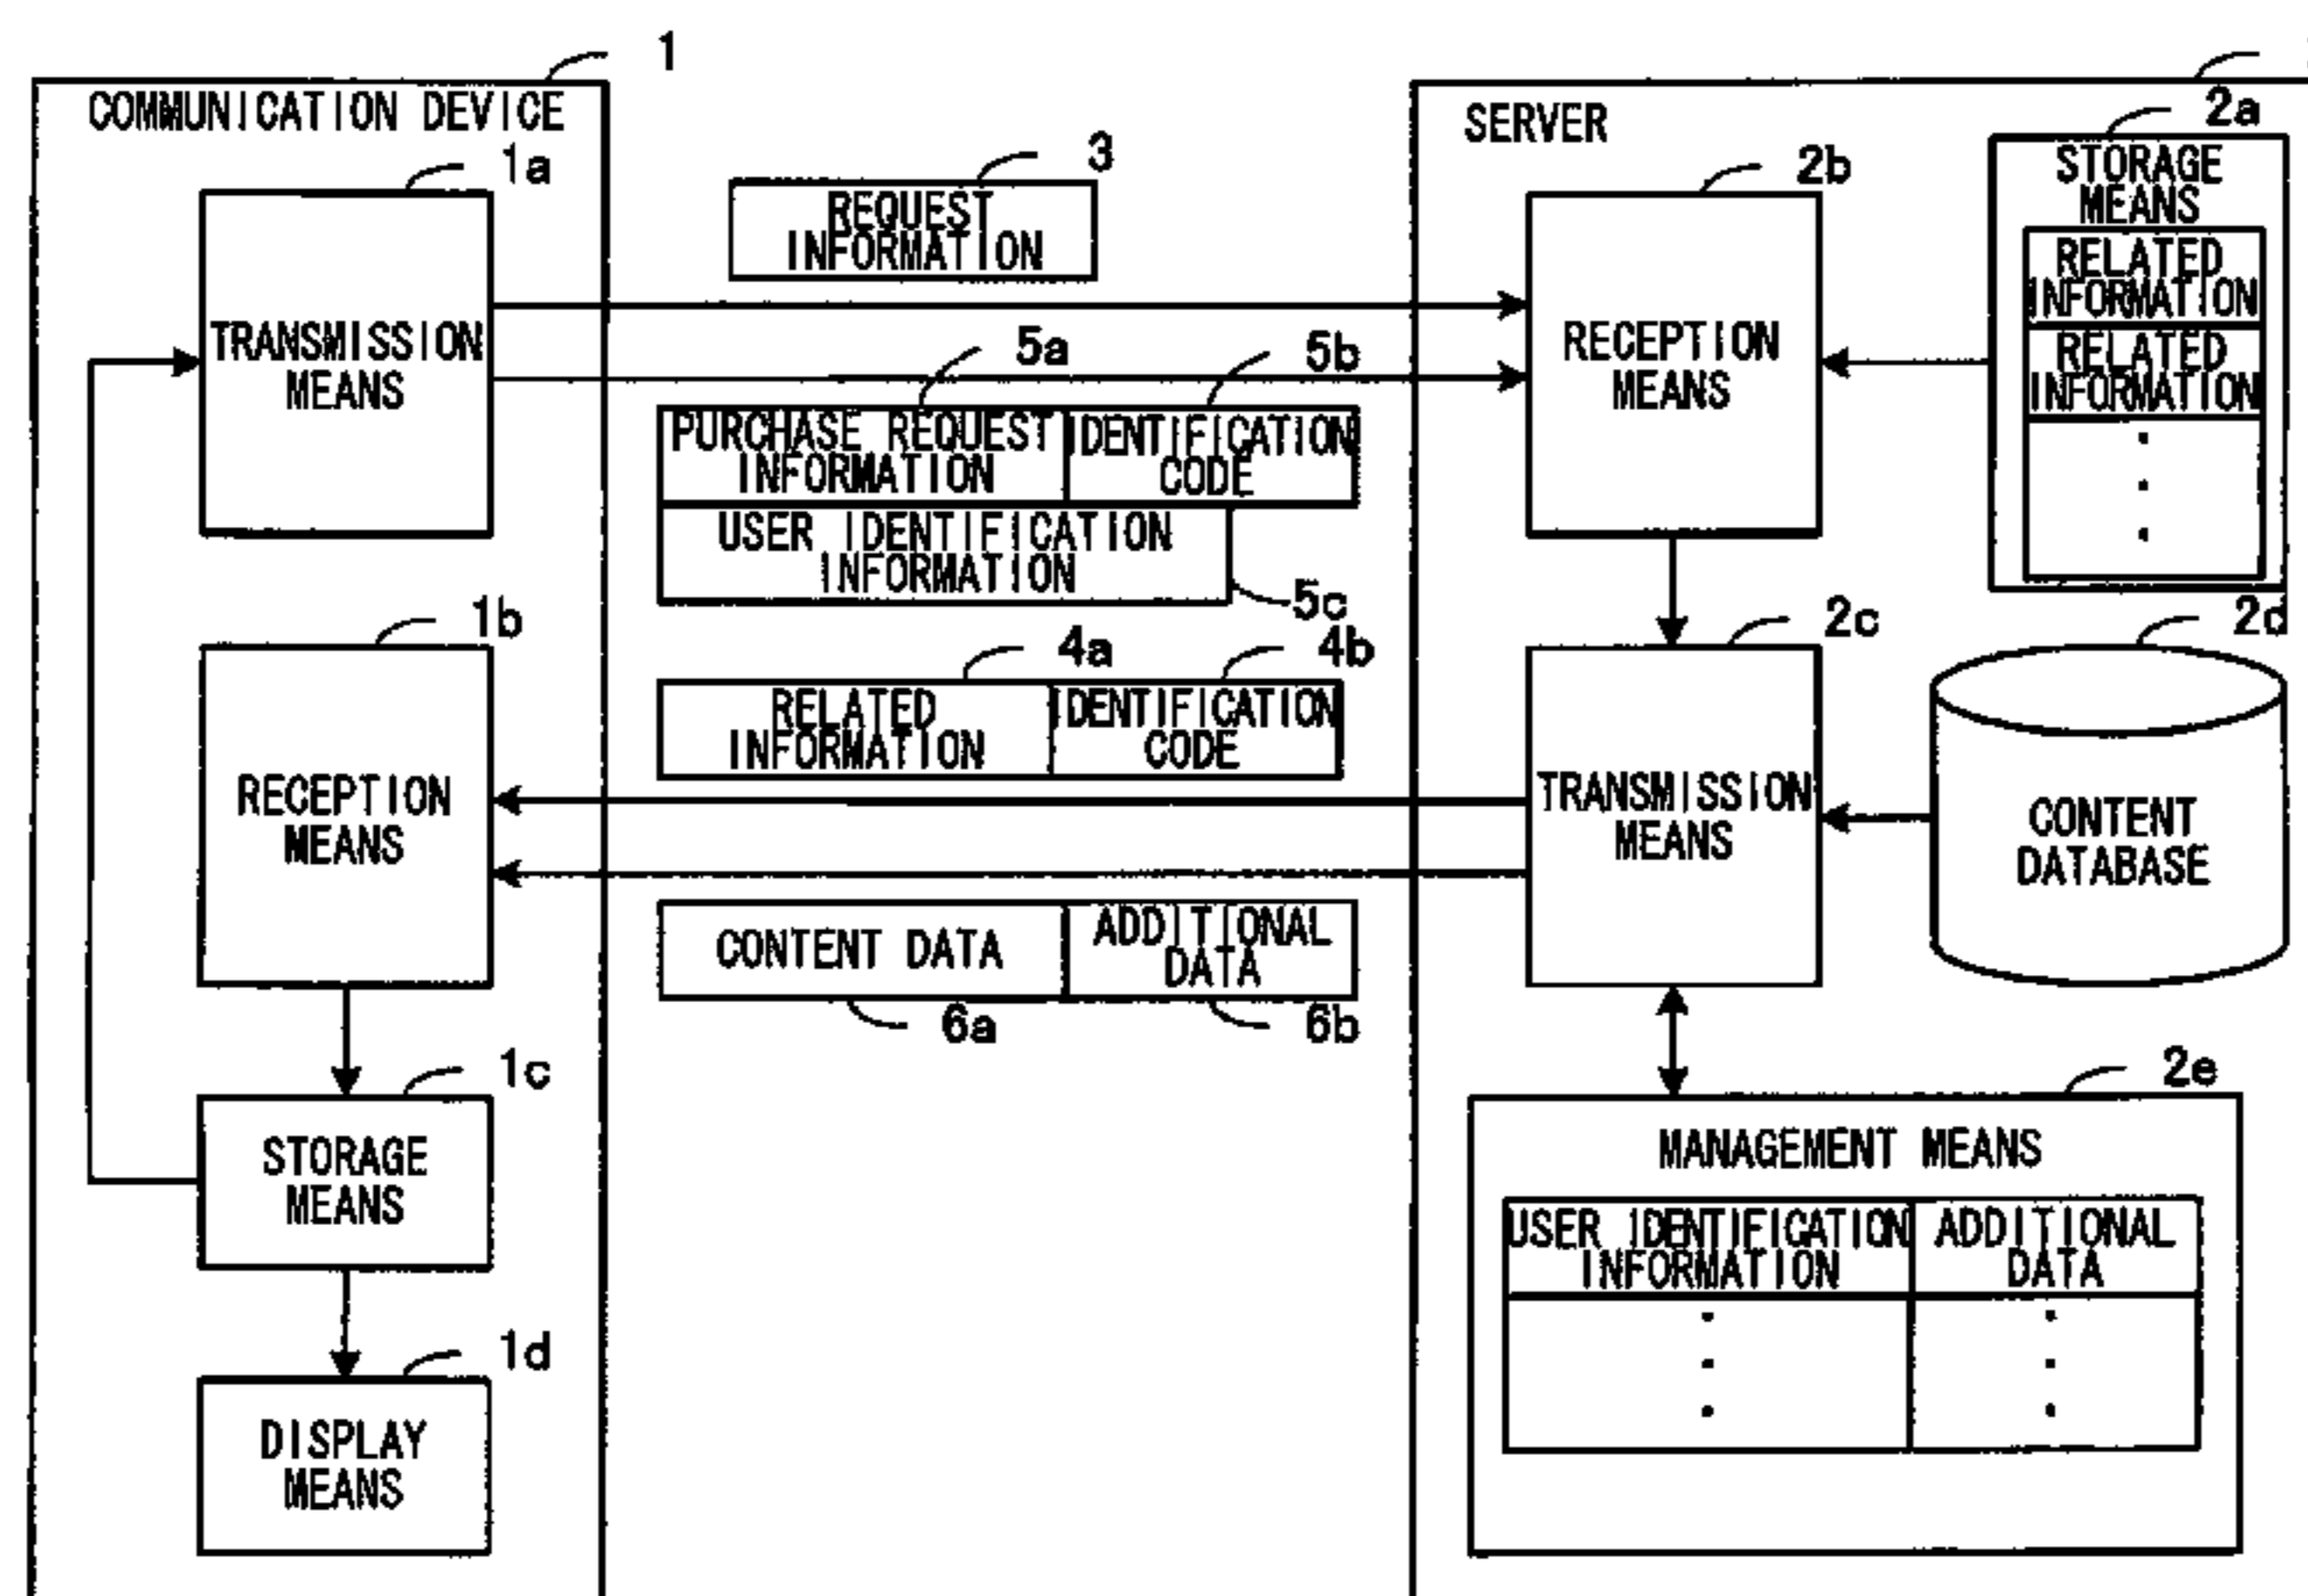 1
COMMUNICATION DEVICE
1a
TRANSMISSION
MEANS
1b
RECEPTION
MEANS
1c
STORAGE
MEANS
1d
DISPLAY
MEANS
3
REQUEST
INFORMATION
5a
5b
PURCHASE REQUEST
INFORMATION
IDENTIFICATION
CODE
USER IDENTIFICATION
INFORMATION
5c
4a
4b
RELATED
INFORMATION
IDENTIFICATION
CODE
CONTENT DATA
ADDITIONAL
DATA
6a
6b
SERVER
2a
STORAGE
MEANS
RELATED
INFORMATION
RELATED
INFORMATION
2b
RECEPTION
MEANS
2c
TRANSMISSION
MEANS
2d
CONTENT
DATABASE
2e
MANAGEMENT MEANS
USER IDENTIFICATION
INFORMATION
ADDITIONAL
DATA